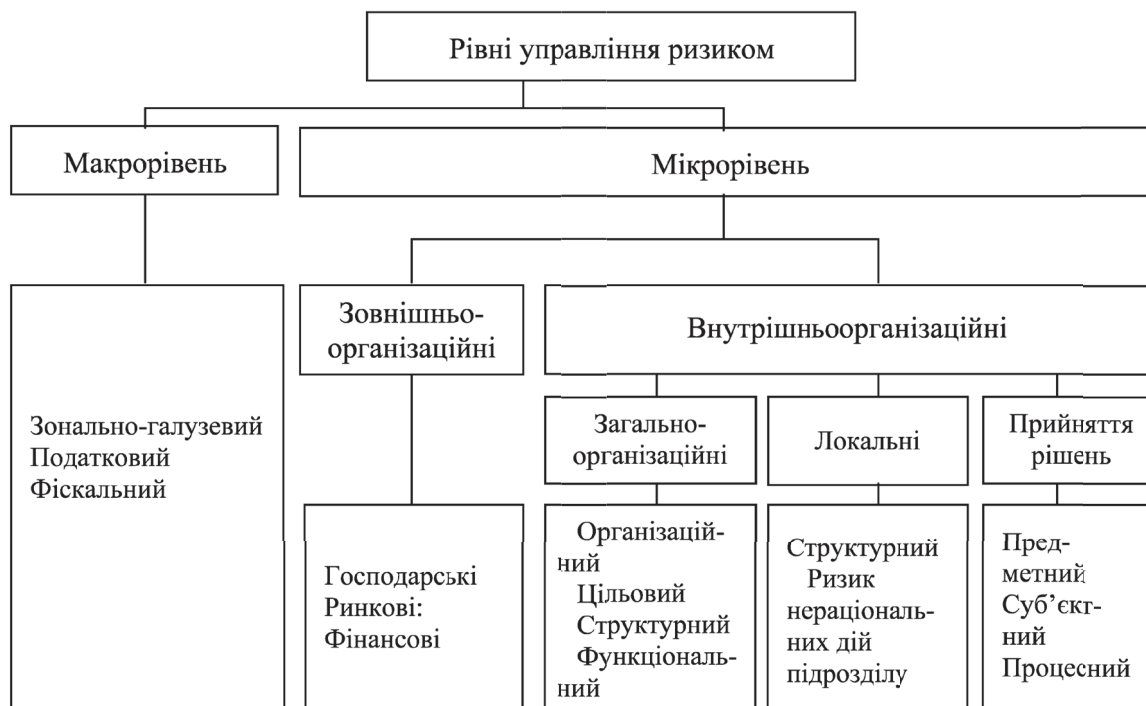 Рівні управління ризиком
Макрорівень
Мікрорівень
Зонально-галузевий
Податковий
Фіскальний
Зовнішньо-
організаційні
Внутрішньоорганізаційні
Господарські
Ринкові:
Фінансові
Загально-
організаційні
Локальні
Прийняття
рішень
Організацій-
ний
Цільовий
Структурний
Функціональ-
ний
Структурний
Ризик
нераціональ-
них дій
підрозділу
Пред-
метний
Суб’єкт-
ний
Процесний